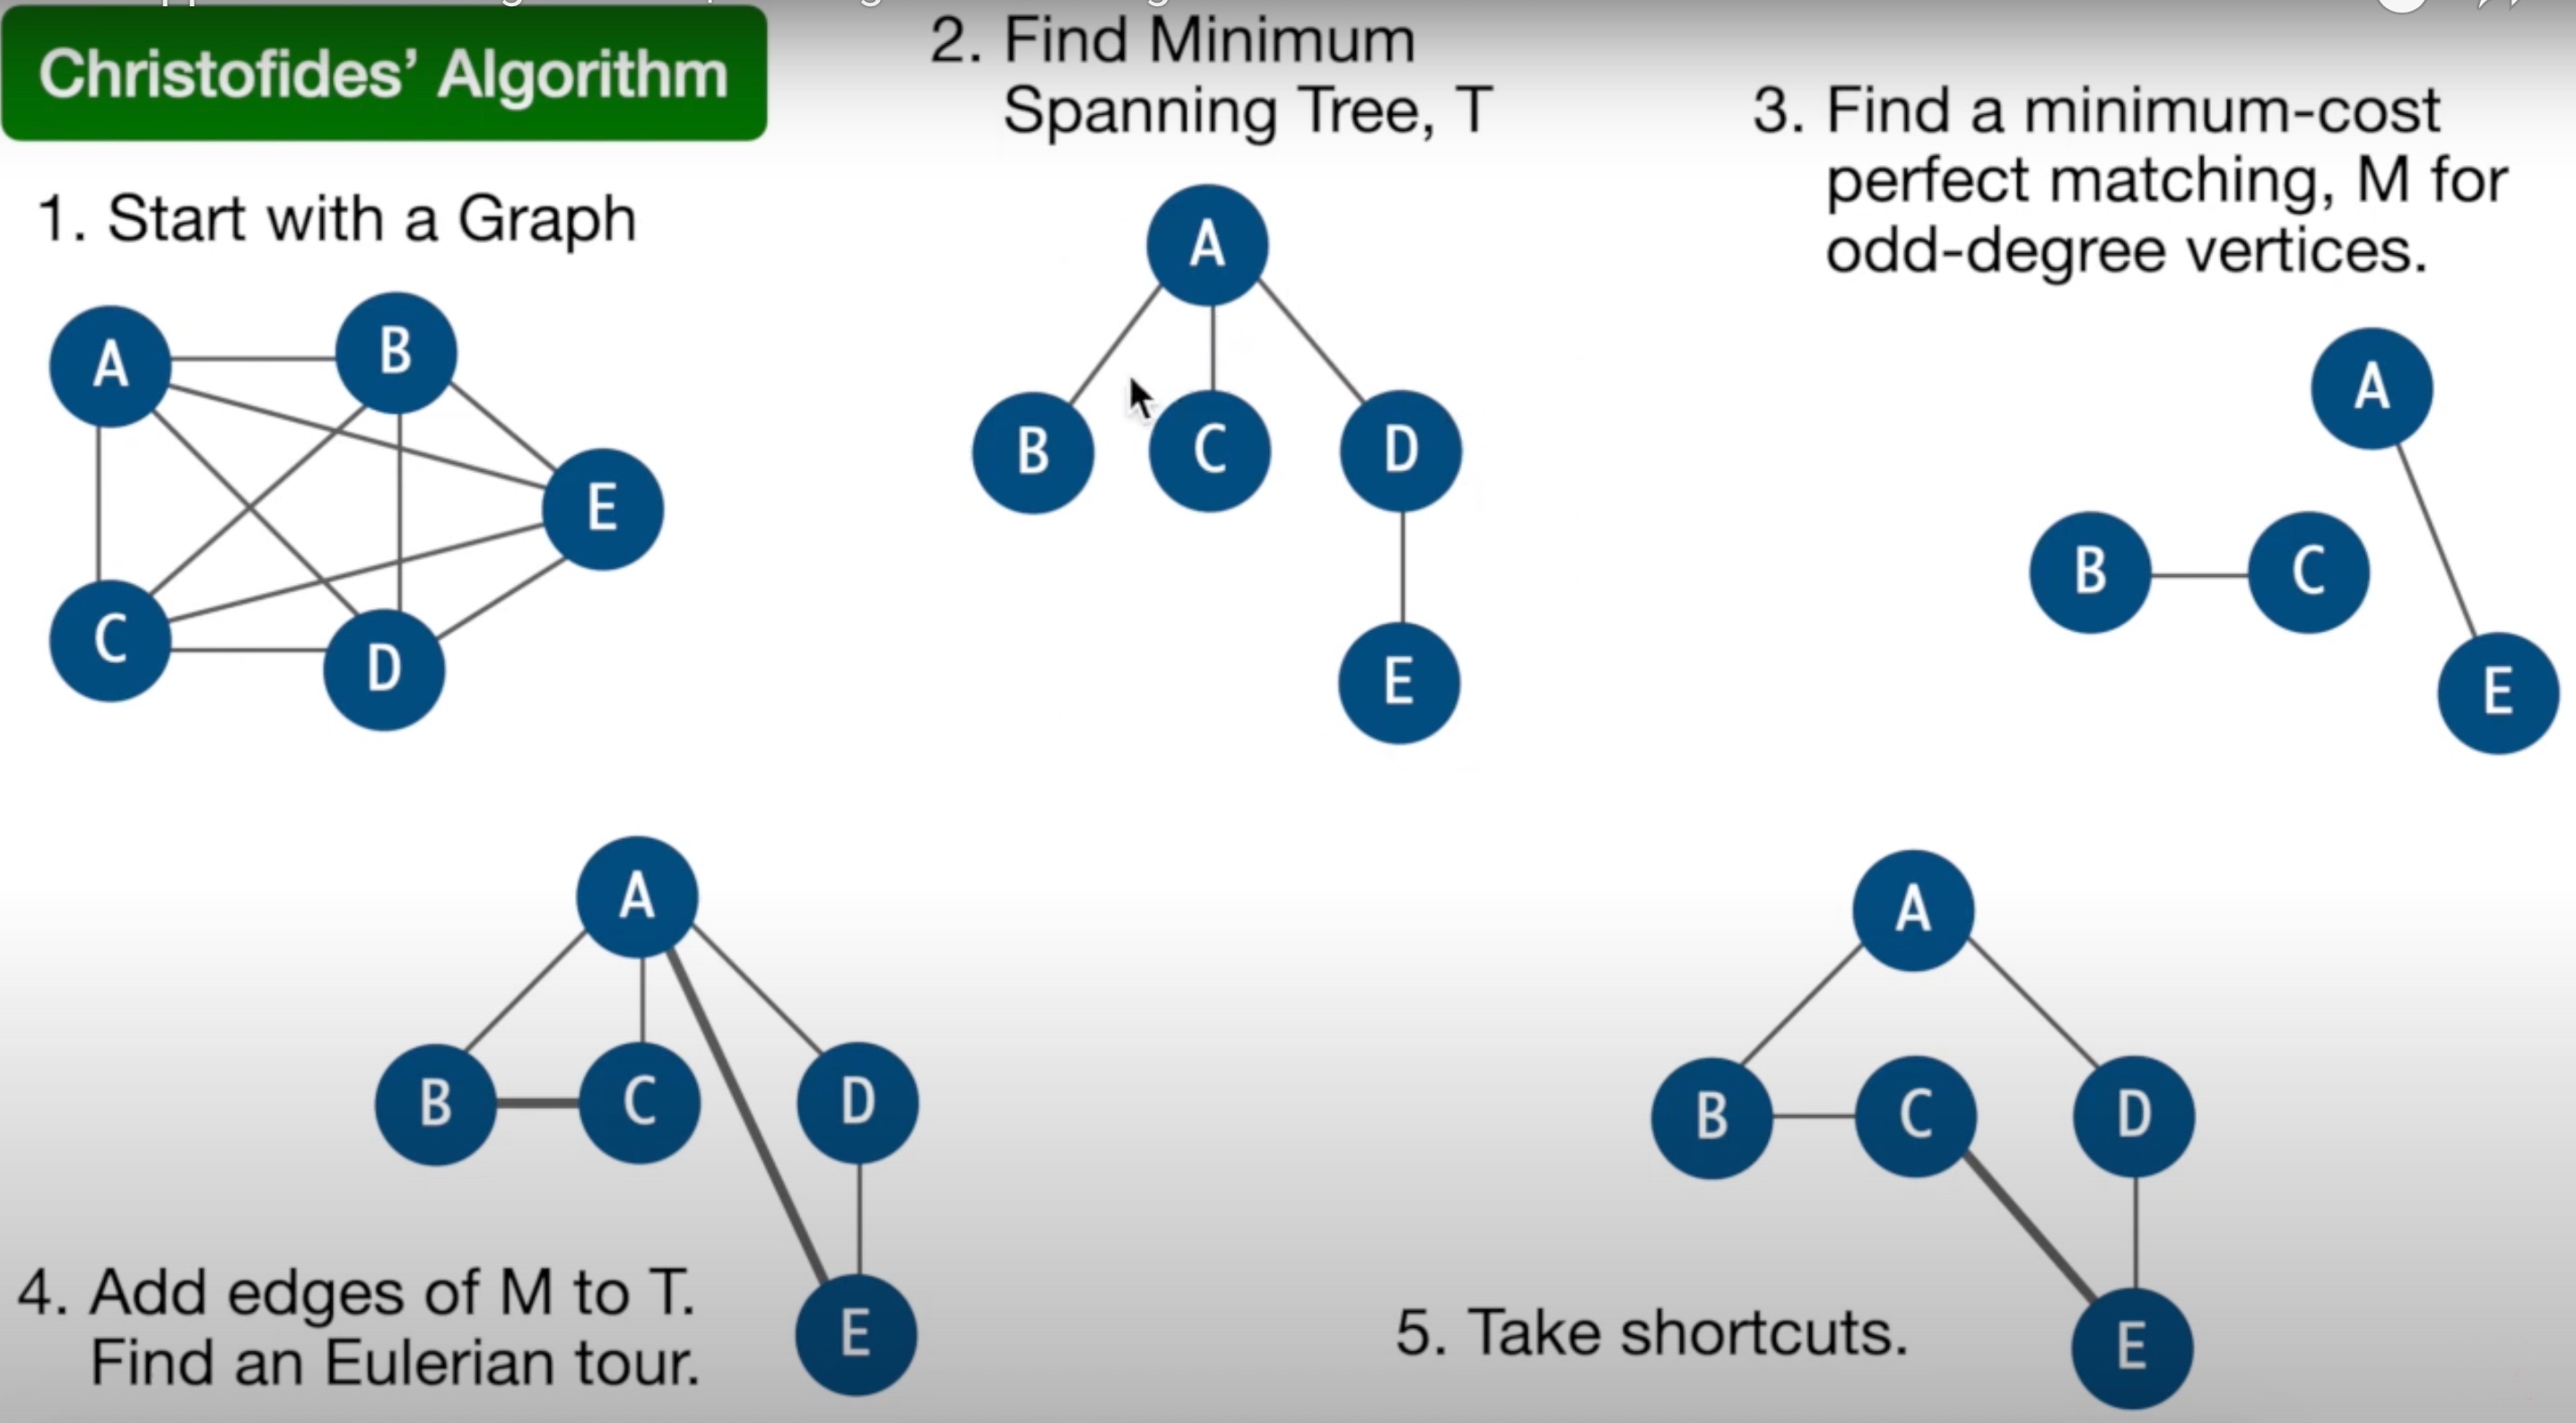 Christofides’ Algorithm
1. Start with a Graph
A
B
E
C
D
2. Find Minimum
Spanning Tree, T
A
B
C
D
E
3. Find a minimum-cost
perfect matching, M for
odd-degree vertices.
A
B
C
E
A
B
C
D
E
4. Add edges of M to T.
Find an Eulerian tour.
A
B
C
D
E
5. Take shortcuts.